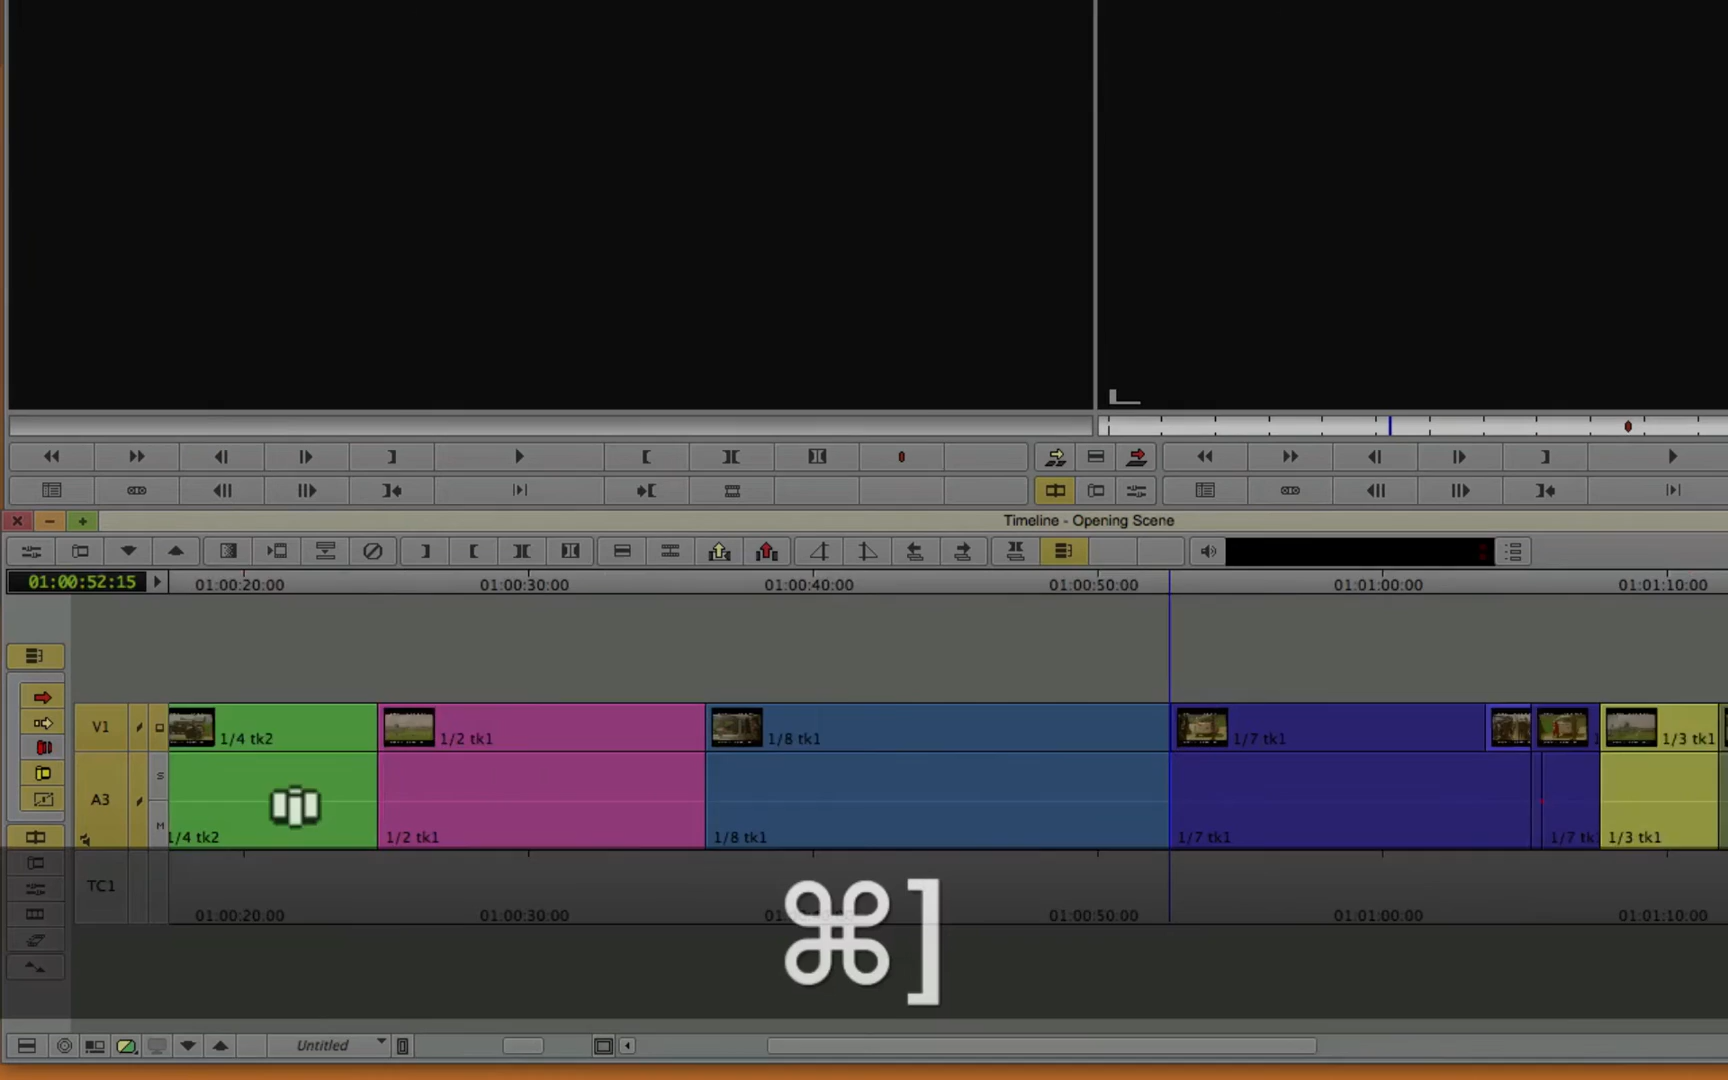 Timeline - Opening Scene
01:00:52:15
01:00:20:00 01:00:30:00 01:00:40:00 01:00:50:00 01:01:00:00 01:01:10:00
V1 1/4 tk2 1/2 tk1 1/8 tk1 1/7 tk1 1/3 tk1
S
A3
M
1/4 tk2 1/2 tk1 1/8 tk1 1/7 tk1 1/7 tk 1/3 tk1
TC1
01:00:20:00 01:00:30:00 01:00:50:00 01:01:00:00 01:01:10:00
⌘]
Untitled